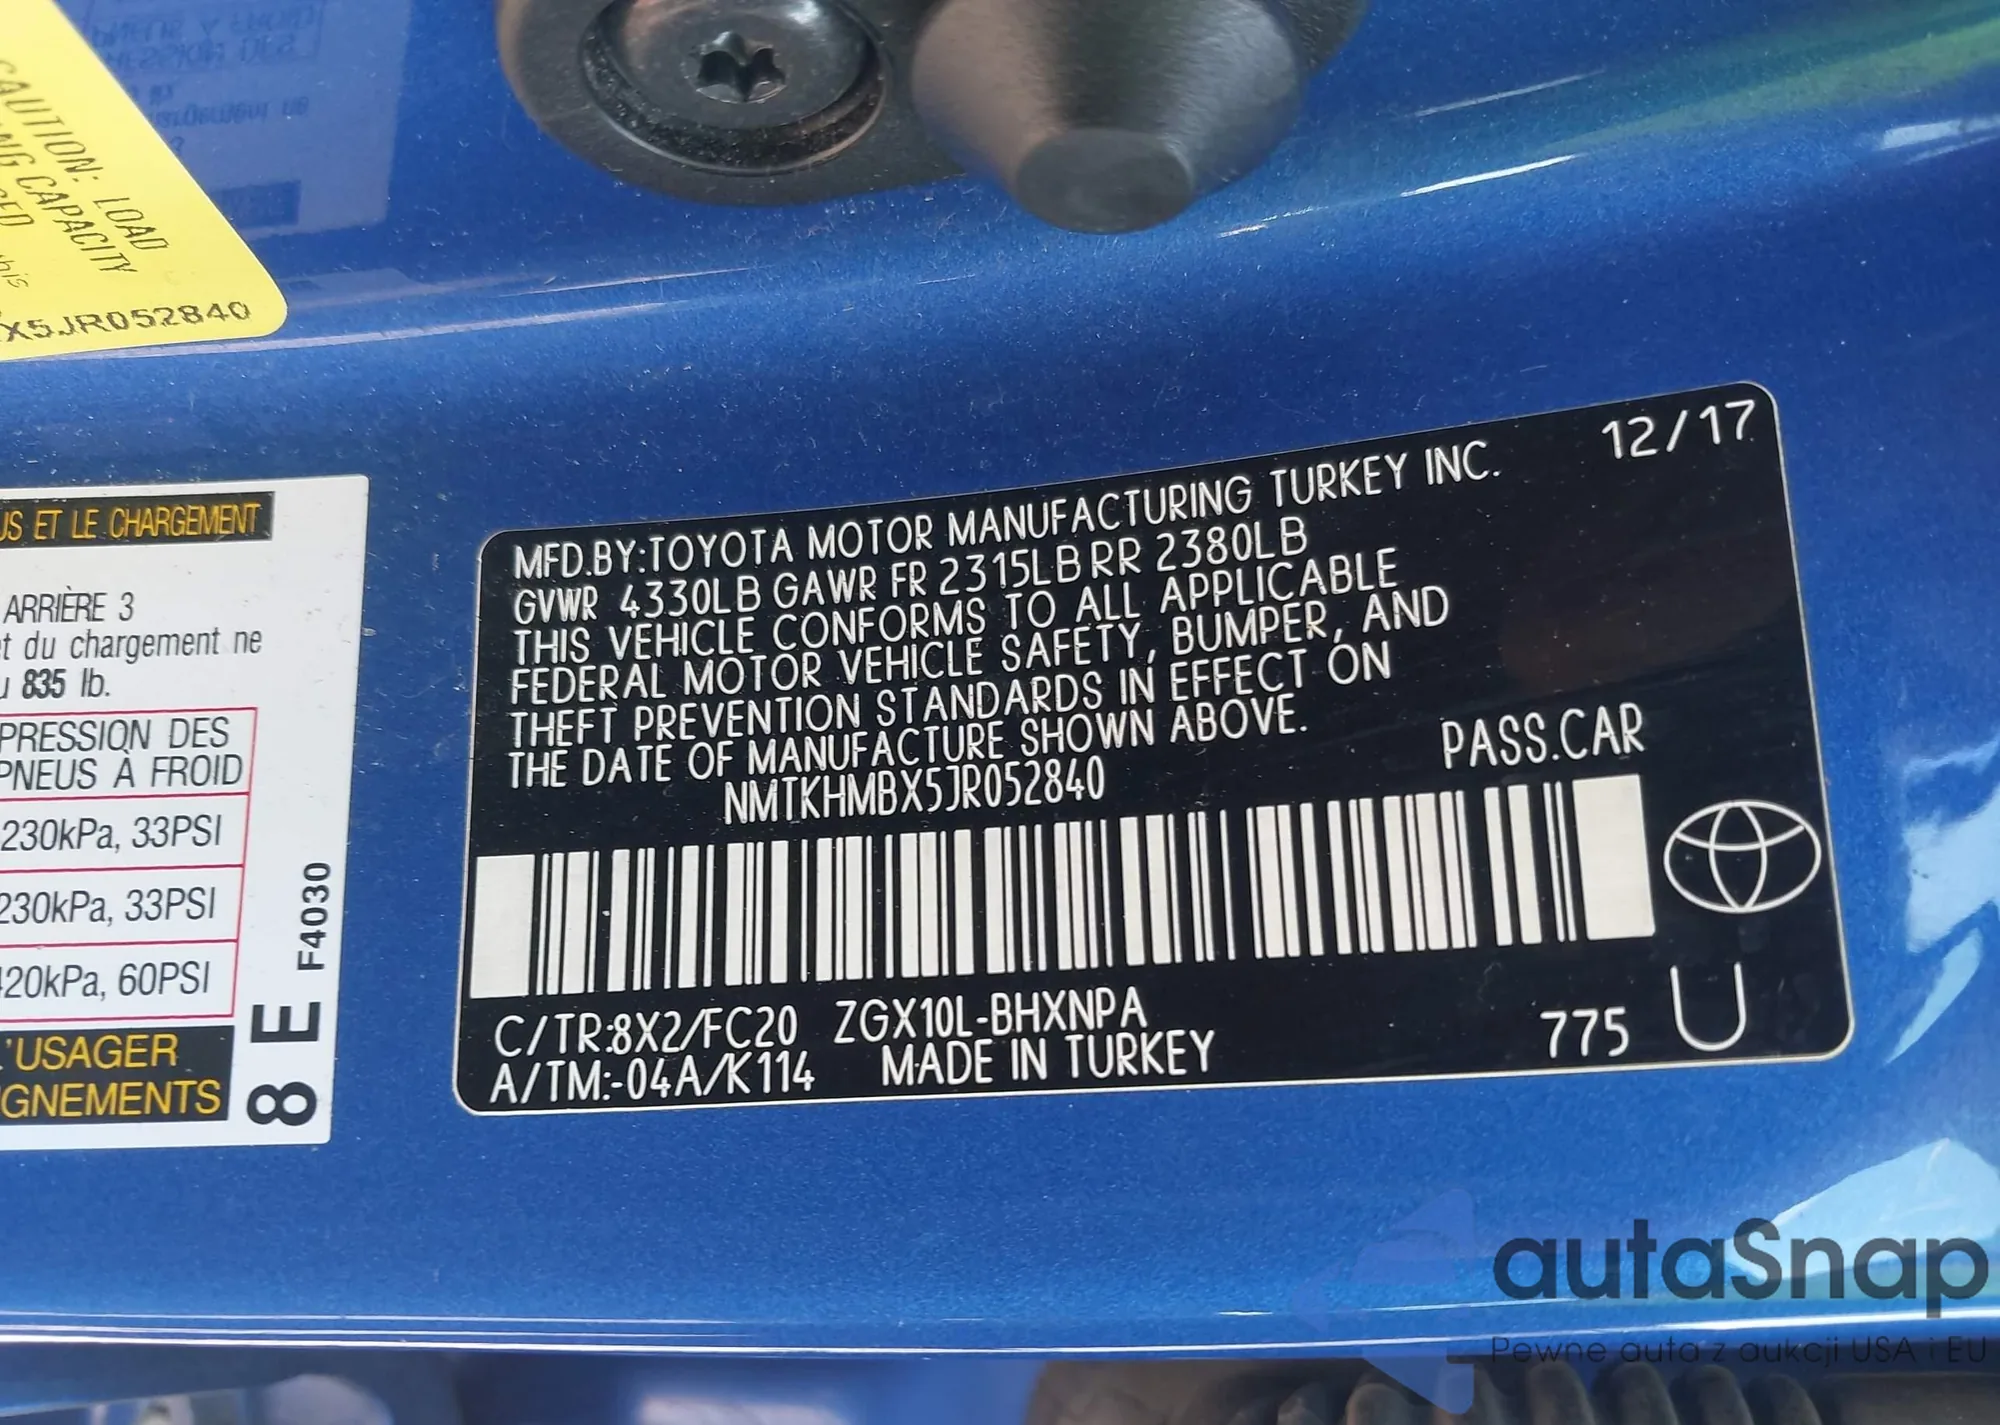 CAUTION: LOAD
CAPACITY
X5JR052840
ET LE CHARGEMENT
ARRIÈRE 3
du chargement ne
835 lb.
PRESSION DES
PNEUS À FROID
230kPa, 33PSI
230kPa, 33PSI
420kPa, 60PSI
L'USAGER
8 E
F4030
12/17
MFD.BY:TOYOTA MOTOR MANUFACTURING TURKEY INC.
GVWR 4330LB GAWR FR 2315LB RR 2380LB
THIS VEHICLE CONFORMS TO ALL APPLICABLE
FEDERAL MOTOR VEHICLE SAFETY, BUMPER, AND
THEFT PREVENTION STANDARDS IN EFFECT ON
THE DATE OF MANUFACTURE SHOWN ABOVE.
NMTKHMBX5JR052840
PASS.CAR
C/TR:8X2/FC20 ZGX10L-BHXNPA
A/TM:-04A/K114 MADE IN TURKEY
775 U
autaSnap
Pewne auta z aukcji USA i EU